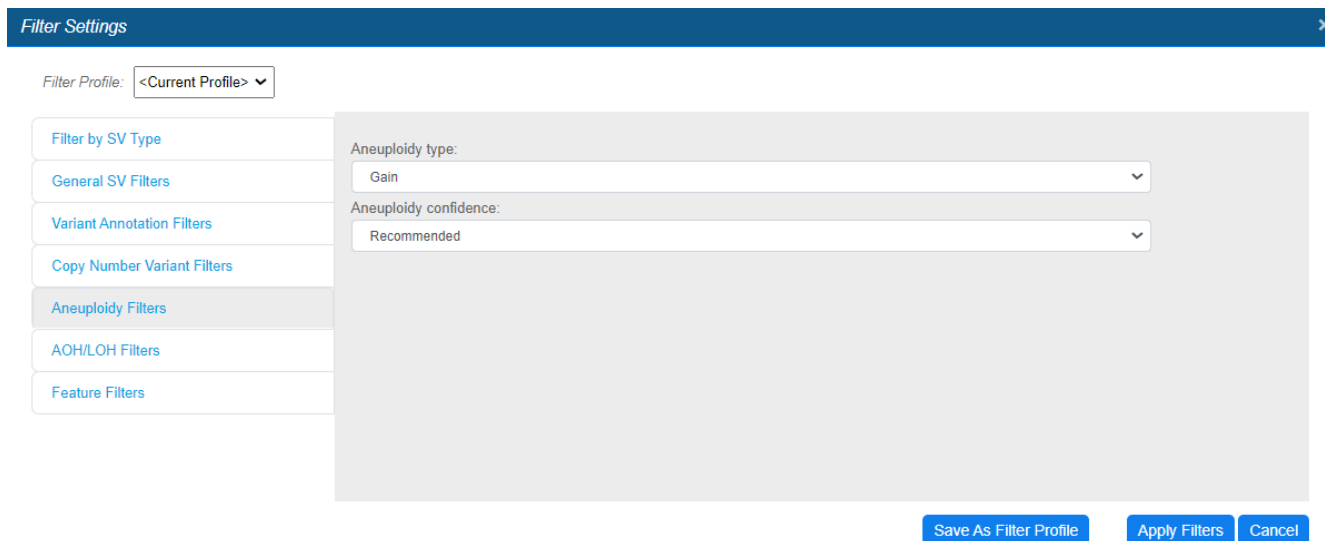 Filter Settings
Filter Profile: <Current Profile>
Filter by SV Type
General SV Filters
Variant Annotation Filters
Copy Number Variant Filters
Aneuploidy Filters
AOH/LOH Filters
Feature Filters
Aneuploidy type:
Gain
Aneuploidy confidence:
Recommended
Save As Filter Profile
Apply Filters
Cancel